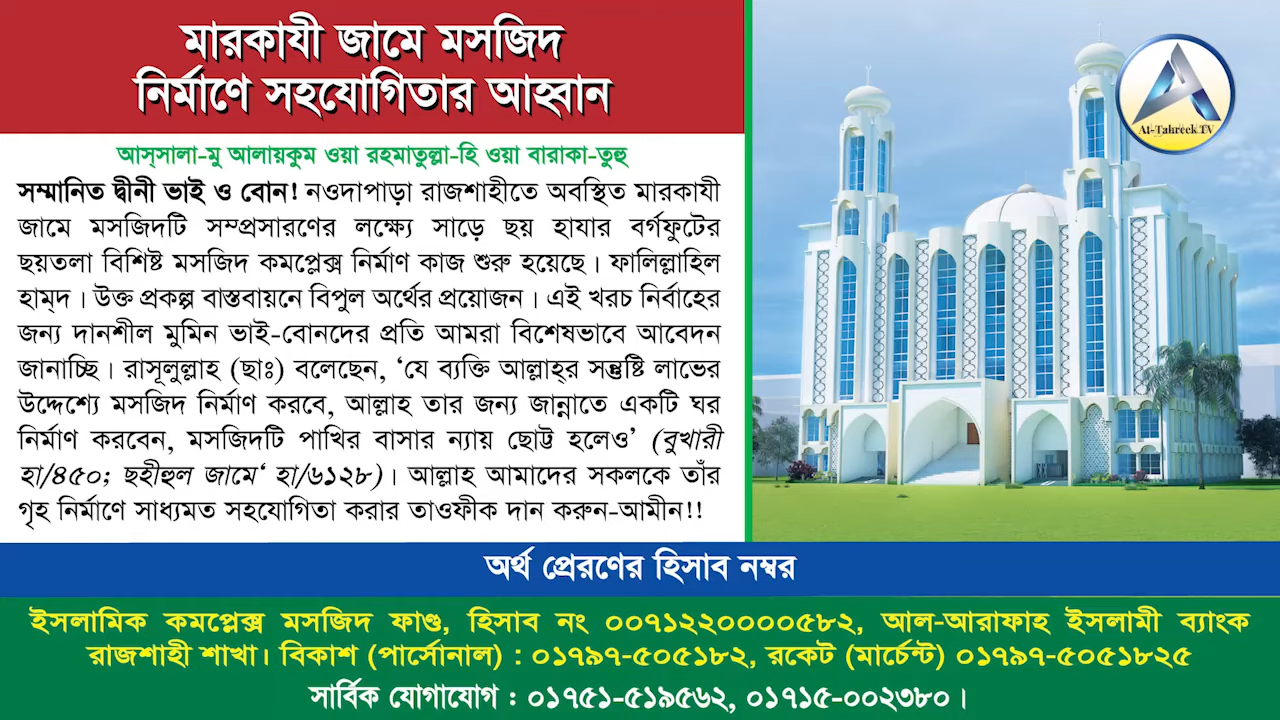 মারকাযী জামে মসজিদ
নির্মাণে সহযোগিতার আহ্বান
আস্সালা-মু আলায়কুম ওয়া রহমাতুল্লা-হি ওয়া বারাকা-তুহু
সম্মানিত দ্বীনী ভাই ও বোন! নওদাপাড়া রাজশাহীতে অবস্থিত মারকাযী
জামে মসজিদটি সম্প্রসারণের লক্ষ্যে সাড়ে ছয় হাযার বর্গফুটের
ছয়তলা বিশিষ্ট মসজিদ কমপ্লেক্স নির্মাণ কাজ শুরু হয়েছে। ফালিল্লাহিল
হাম্দ। উক্ত প্রকল্প বাস্তবায়নে বিপুল অর্থের প্রয়োজন। এই খরচ নির্বাহের
জন্য দানশীল মুমিন ভাই-বোনদের প্রতি আমরা বিশেষভাবে আবেদন
জানাচ্ছি। রাসূলুল্লাহ (ছাঃ) বলেছেন, ‘যে ব্যক্তি আল্লাহ্‌র সন্তুষ্টি লাভের
উদ্দেশ্যে মসজিদ নির্মাণ করবে, আল্লাহ তার জন্য জান্নাতে একটি ঘর
নির্মাণ করবেন, মসজিদটি পাখির বাসার ন্যায় ছোট্ট হলেও’ (বুখারী
হা/৪৫০; ছহীহুল জামে‘ হা/৬১২৮)। আল্লাহ আমাদের সকলকে তাঁর
গৃহ নির্মাণে সাধ্যমত সহযোগিতা করার তাওফীক দান করুন-আমীন!!
At-Tahreek TV
অর্থ প্রেরণের হিসাব নম্বর
ইসলামিক কমপ্লেক্স মসজিদ ফাণ্ড, হিসাব নং ০০৭১২২০০০০৫৮২, আল-আরাফাহ ইসলামী ব্যাংক
রাজশাহী শাখা। বিকাশ (পার্সোনাল) : ০১৭৯৭-৫০৫১৮২, রকেট (মার্চেন্ট) ০১৭৯৭-৫০৫১৮২৫
সার্বিক যোগাযোগ : ০১৭৫১-৫১৯৫৬২, ০১৭১৫-০০২৩৮০।